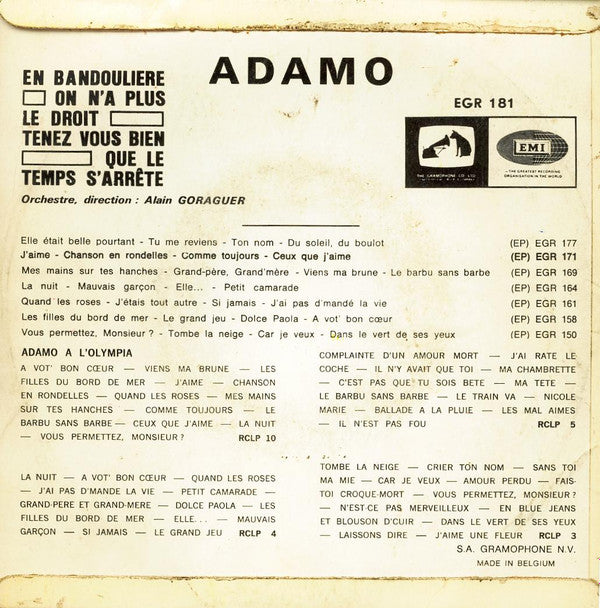 ADAMO
EN BANDOULIERE
ON N'A PLUS
LE DROIT
TENEZ VOUS BIEN
QUE LE
TEMPS S'ARRÊTE
Orchestre, direction : Alain GORAGUER
EGR 181
THE GRAMOPHONE CO. LTD.
EMI
THE GREATEST RECORDING
ORGANISATION IN THE WORLD
Elle était belle pourtant - Tu me reviens - Ton nom - Du soleil, du boulot (EP) EGR 177
J'aime - Chanson en rondelles - Comme toujours - Ceux que j'aime (EP) EGR 171
Mes mains sur tes hanches - Grand-père, Grand'mère - Viens ma brune - Le barbu sans barbe (EP) EGR 169
La nuit - Mauvais garçon - Elle... - Petit camarade (EP) EGR 164
Quand les roses - J'étais tout autre - Si jamais - J'ai pas d'mandé la vie (EP) EGR 161
Les filles du bord de mer - Le grand jeu - Dolce Paola - A vot' bon cœur (EP) EGR 158
Vous permettez, Monsieur ? - Tombe la neige - Car je veux - Dans le vert de ses yeux (EP) EGR 150
ADAMO A L'OLYMPIA
A VOT' BON CŒUR — VIENS MA BRUNE — LES
FILLES DU BORD DE MER — J'AIME — CHANSON
EN RONDELLES — QUAND LES ROSES — MES MAINS
SUR TES HANCHES — COMME TOUJOURS — LE
BARBU SANS BARBE — CEUX QUE J'AIME — LA NUIT
— VOUS PERMETTEZ, MONSIEUR ? RCLP 10
COMPLAINTE D'UN AMOUR MORT — J'AI RATE LE
COCHE — IL N'Y AVAIT QUE TOI — MA CHAMBRETTE
— C'EST PAS QUE TU SOIS BETE — MA TETE —
LE BARBU SANS BARBE — LE TRAIN VA — NICOLE
MARIE — BALLADE A LA PLUIE — LES MAL AIMES
— IL N'EST PAS FOU RCLP 5
LA NUIT — A VOT' BON CŒUR — QUAND LES ROSES
— J'AI PAS D'MANDE LA VIE — PETIT CAMARADE —
GRAND-PERE ET GRAND-MERE — DOLCE PAOLA — LES
FILLES DU BORD DE MER — ELLE... — MAUVAIS
GARÇON — SI JAMAIS — LE GRAND JEU RCLP 4
TOMBE LA NEIGE — CRIER TON NOM — SANS TOI
MA MIE — CAR JE VEUX — AMOUR PERDU — FAIS-
TOI CROQUE-MORT — VOUS PERMETTEZ, MONSIEUR ?
— N'EST-CE PAS MERVEILLEUX — EN BLUE JEANS
ET BLOUSON D'CUIR — DANS LE VERT DE SES YEUX
— LAISSONS DIRE — J'AIME UNE FLEUR RCLP 3
S.A. GRAMOPHONE N.V.
MADE IN BELGIUM